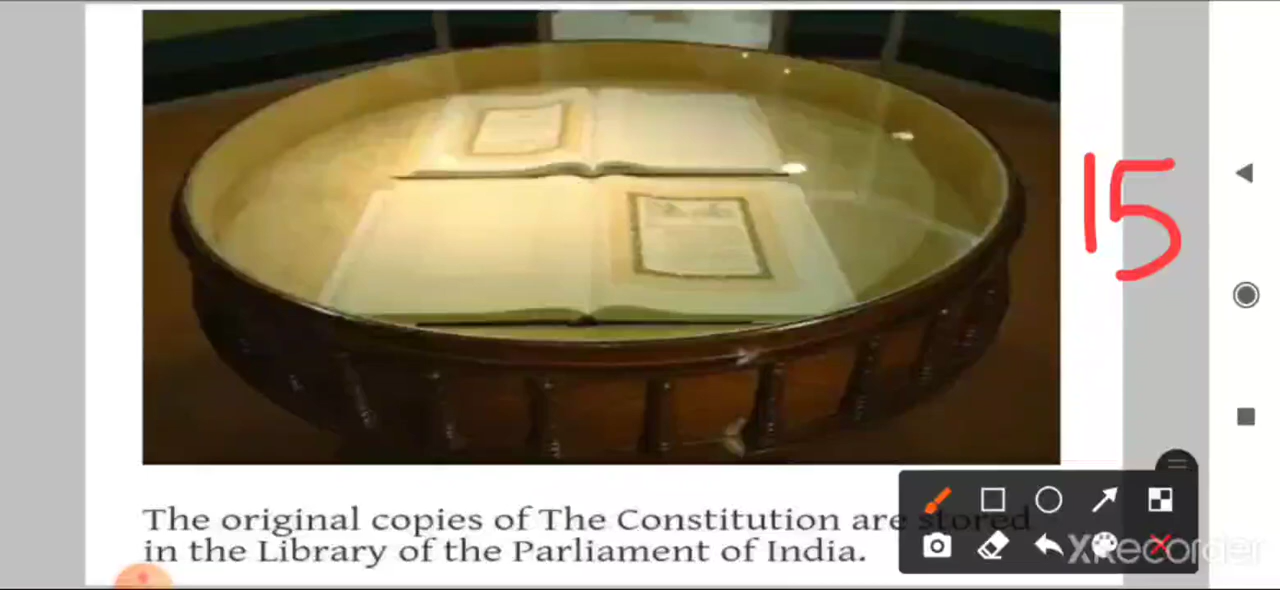 15
The original copies of The Constitution are stored
in the Library of the Parliament of India.
XRecorder